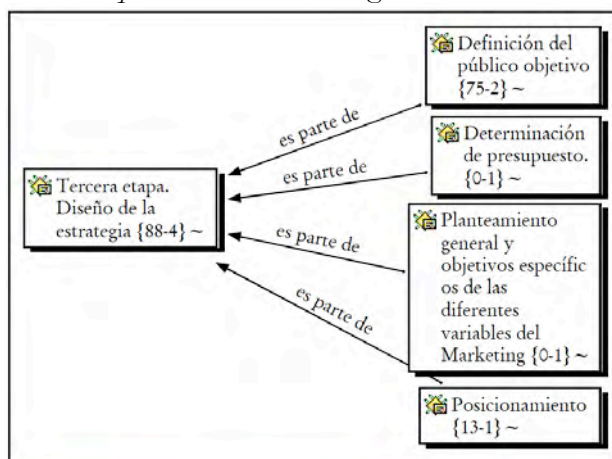 Definición del
público objetivo
{75-2} ~
es parte de
Determinación
de presupuesto.
{0-1} ~
es parte de
Tercera etapa.
Diseño de la
estrategia {88-4} ~
Planteamiento
general y
objetivos específic
os de las
diferentes
variables del
Marketing {0-1} ~
es parte de
es parte de
Posicionamiento
{13-1} ~